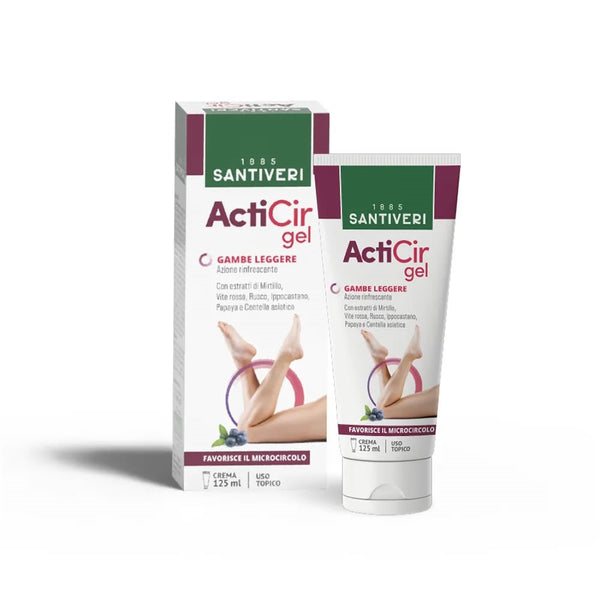 ActiCir
gel
1885
SANTIVERI
ActiCir
gel
GAMBE LEGGERE
Azione rinfrescante
Con estratti di Mirtillo,
Vite rossa, Rusco, Ippocastano,
Papaya e Centella asiatica
FAVORISCE IL MICROCIRCOLO
CREMA
125 ml
USO
TOPICO
1885
SANTIVERI
ActiCir
gel
GAMBE LEGGERE
Azione rinfrescante
Con estratti di Mirtillo,
Vite rossa, Rusco, Ippocastano,
Papaya e Centella asiatica
FAVORISCE IL MICROCIRCOLO
CREMA
125 ml
USO
TOPICO